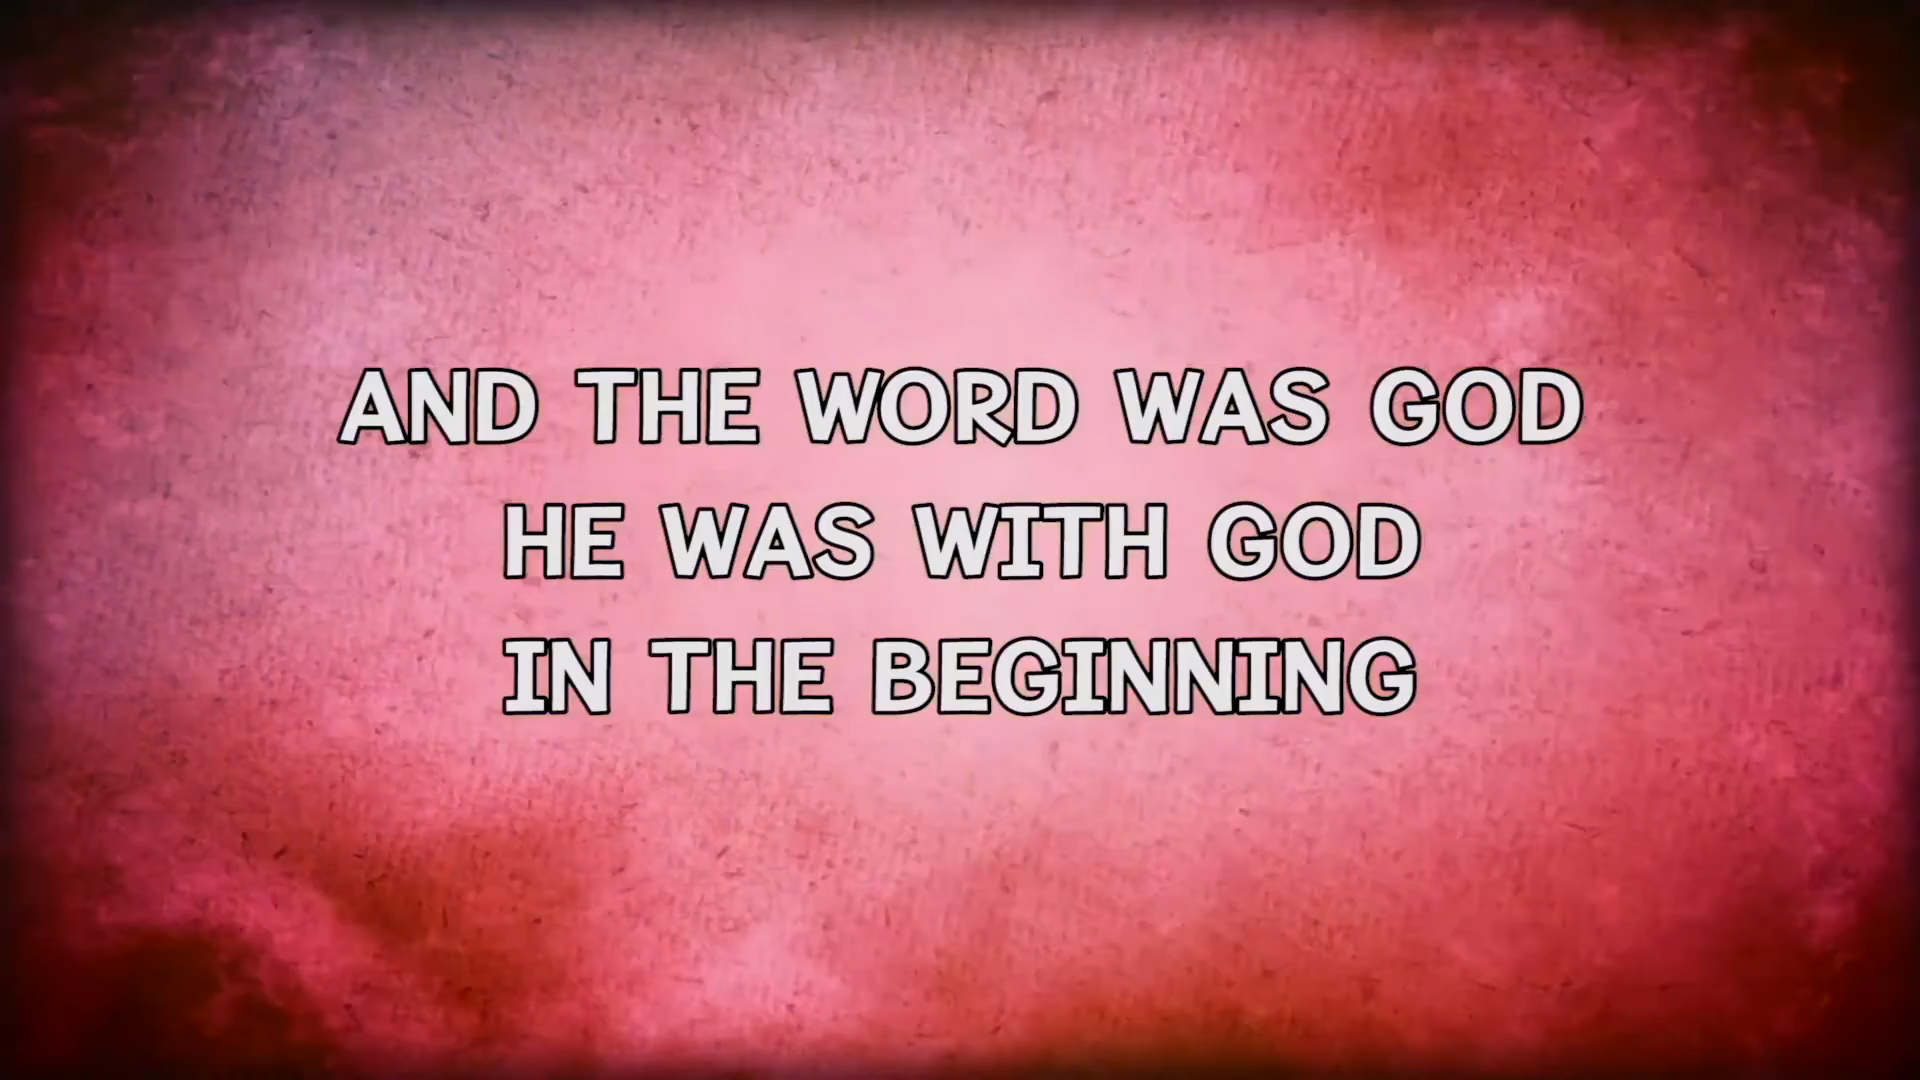 AND THE WORD WAS GOD
HE WAS WITH GOD
IN THE BEGINNING